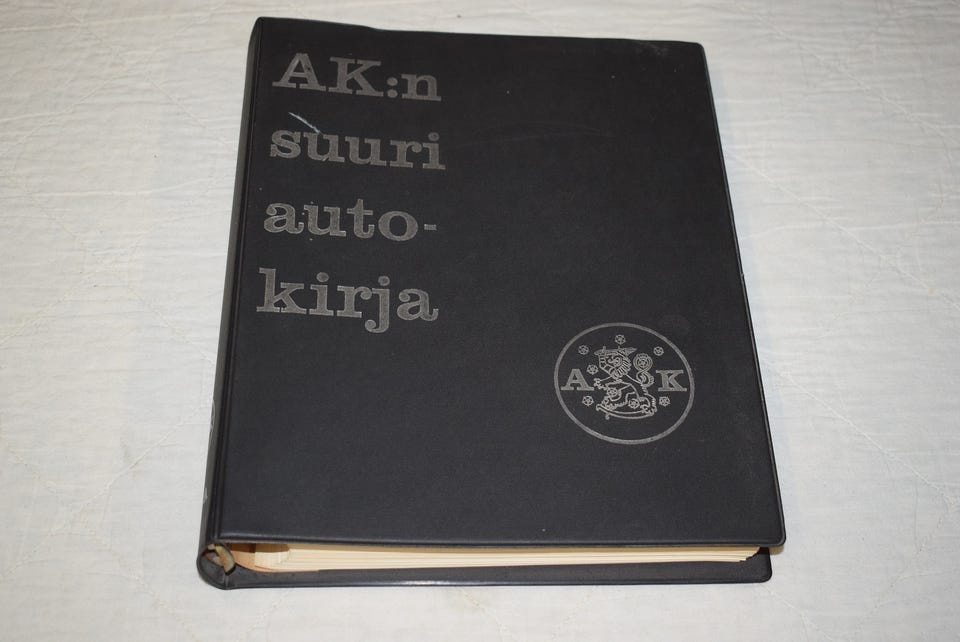 AK:n
suuri
auto-
kirja
A K